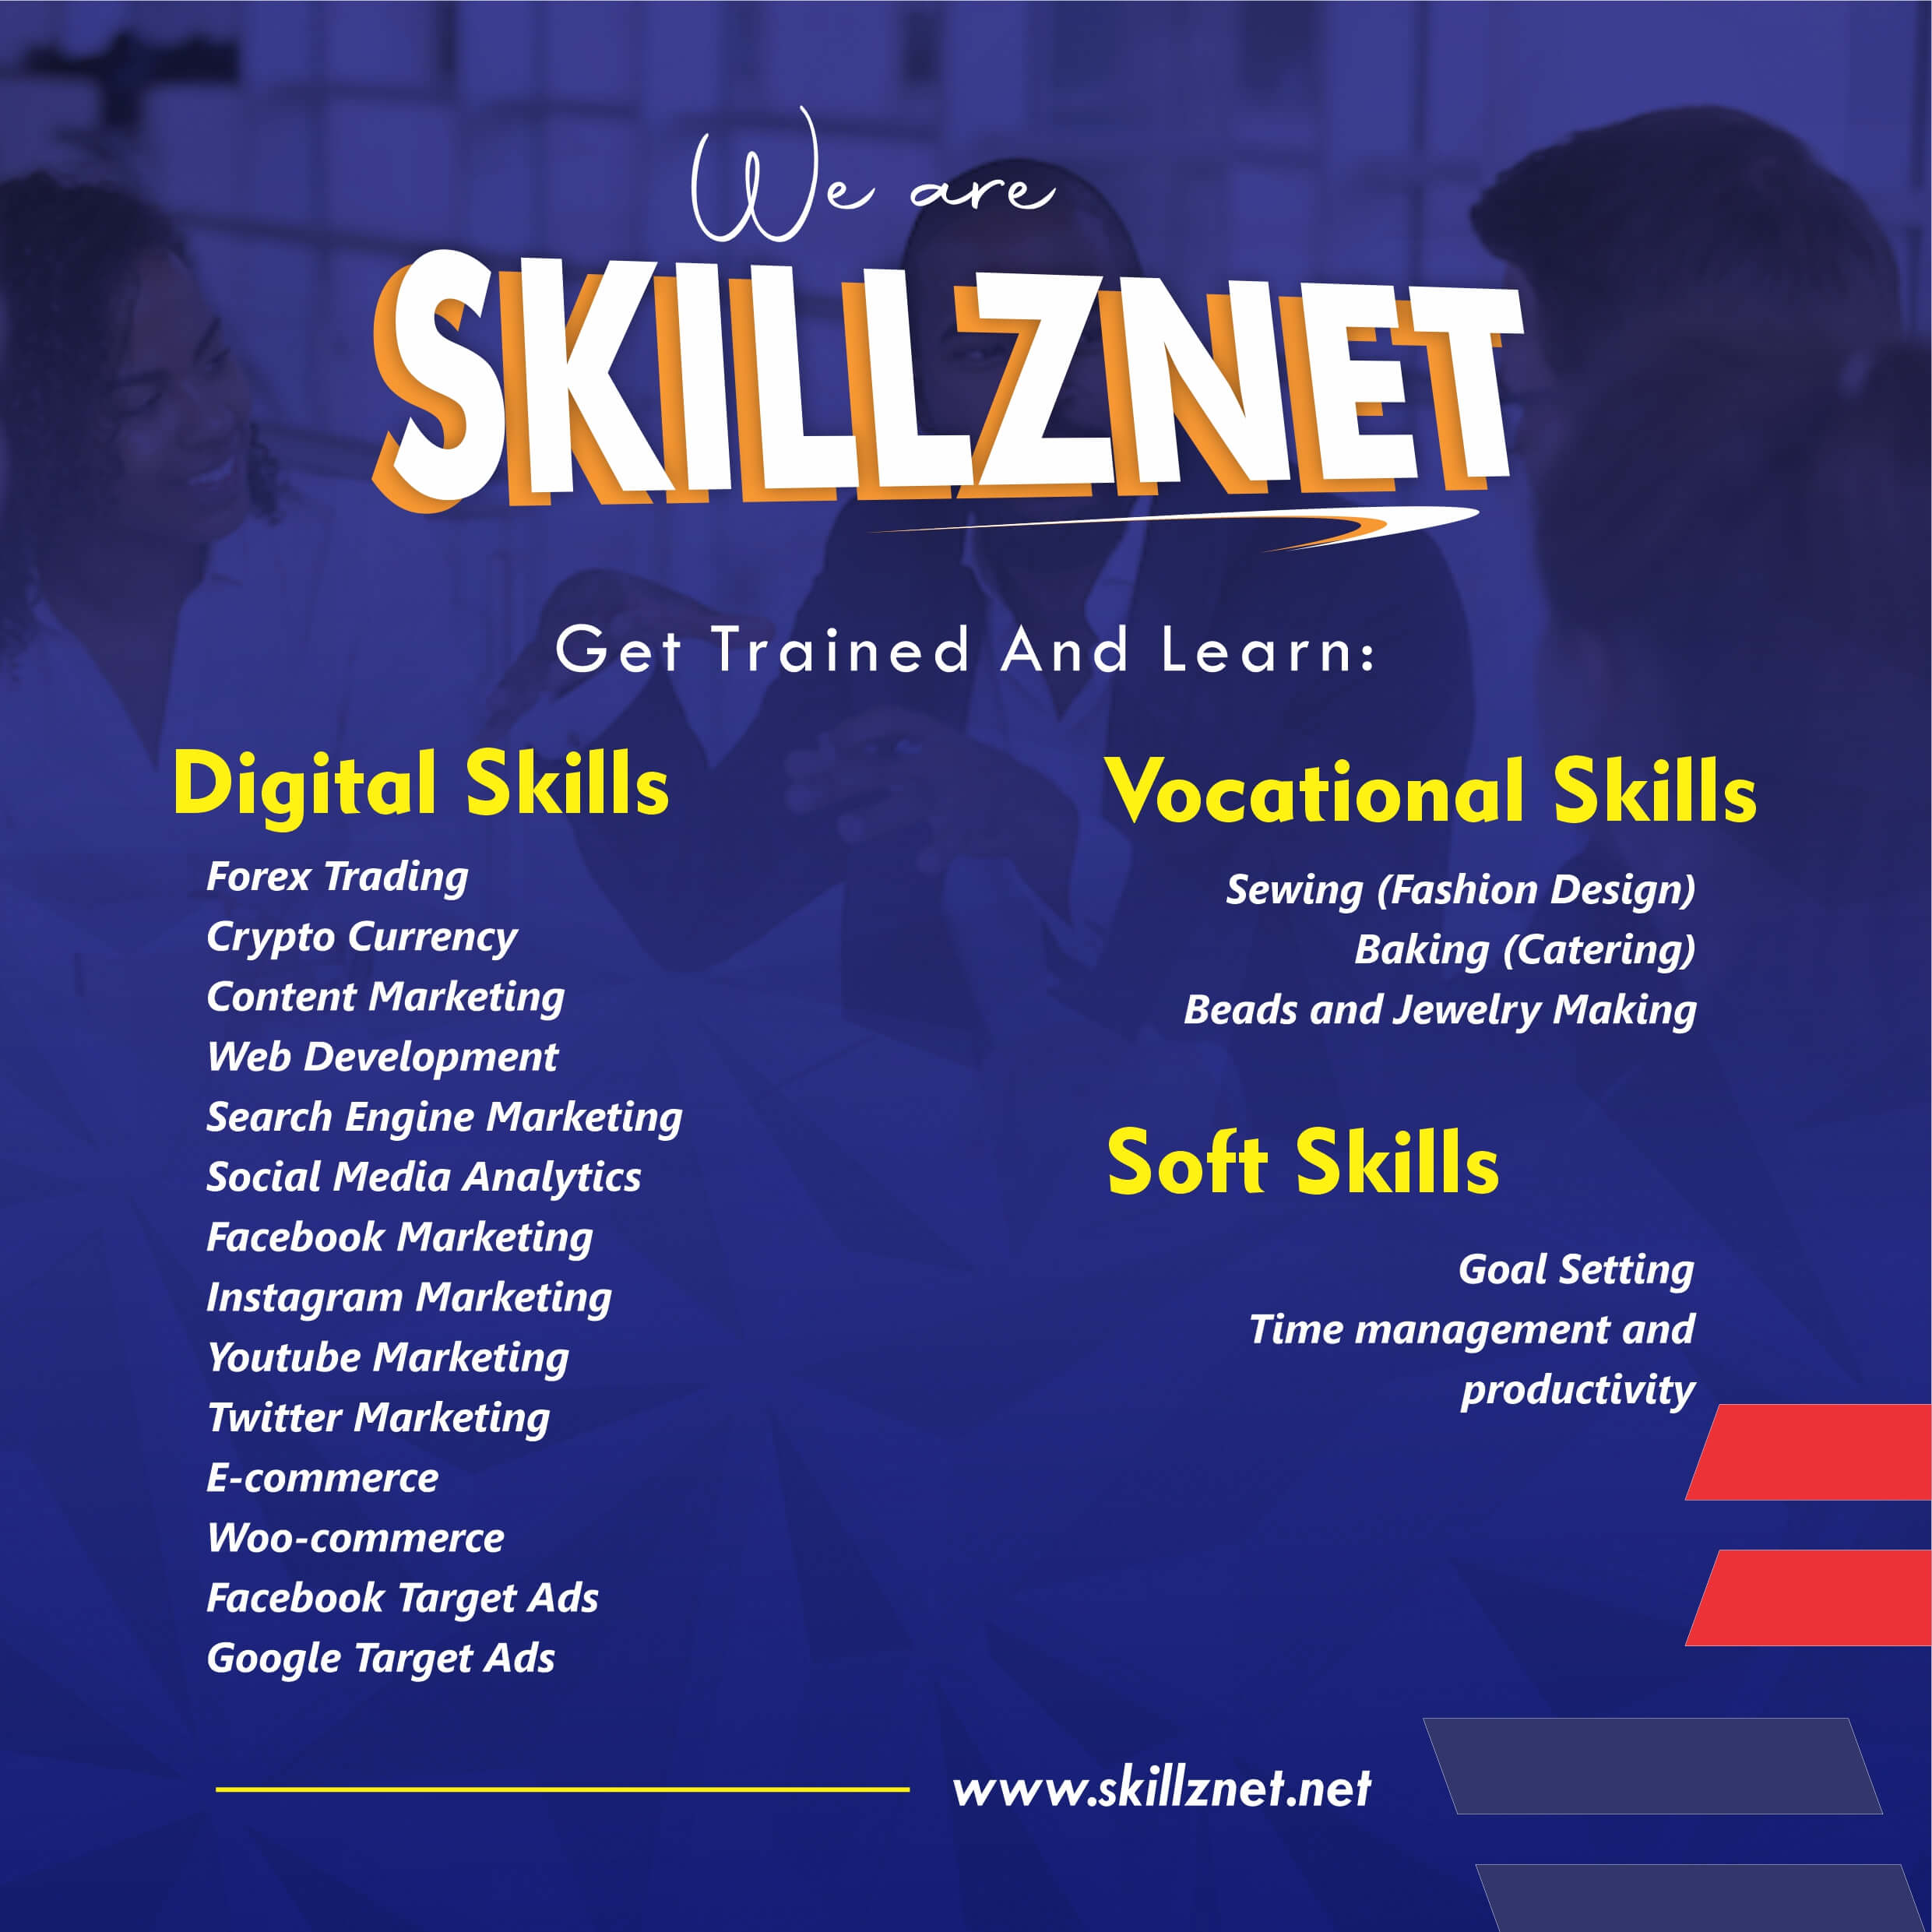 We are
SKILLZNET
Get Trained And Learn:
Digital Skills
Forex Trading
Crypto Currency
Content Marketing
Web Development
Search Engine Marketing
Social Media Analytics
Facebook Marketing
Instagram Marketing
Youtube Marketing
Twitter Marketing
E-commerce
Woo-commerce
Facebook Target Ads
Google Target Ads
Vocational Skills
Sewing (Fashion Design)
Baking (Catering)
Beads and Jewelry Making
Soft Skills
Goal Setting
Time management and
productivity
www.skillznet.net